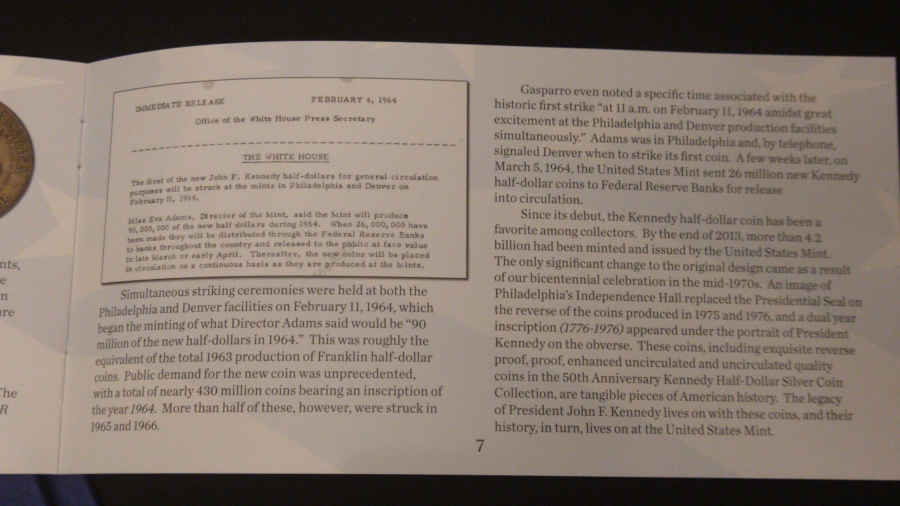 nts,
e
n
are
The
R
IMMEDIATE RELEASE FEBRUARY 6, 1964
Office of the White House Press Secretary
THE WHITE HOUSE
The first of the new John F. Kennedy half-dollars for general circulation
purposes will be struck at the mints in Philadelphia and Denver on
February 11, 1964.
Miss Eva Adams, Director of the Mint, said the Mint will produce
90,000,000 of the new half dollars during 1964. When 26,000,000 have
been made they will be distributed through the Federal Reserve Banks
to banks throughout the country and released to the public at face value
in late March or early April. Thereafter, the new coins will be placed
in circulation on a continuous basis as they are produced at the Mints.
Simultaneous striking ceremonies were held at both the
Philadelphia and Denver facilities on February 11, 1964, which
began the minting of what Director Adams said would be “90
million of the new half-dollars in 1964.” This was roughly the
equivalent of the total 1963 production of Franklin half-dollar
coins. Public demand for the new coin was unprecedented,
with a total of nearly 430 million coins bearing an inscription of
the year 1964. More than half of these, however, were struck in
1965 and 1966.
Gasparro even noted a specific time associated with the
historic first strike “at 11 a.m. on February 11, 1964 amidst great
excitement at the Philadelphia and Denver production facilities
simultaneously.” Adams was in Philadelphia and, by telephone,
signaled Denver when to strike its first coin. A few weeks later, on
March 5, 1964, the United States Mint sent 26 million new Kennedy
half-dollar coins to Federal Reserve Banks for release
into circulation.
Since its debut, the Kennedy half-dollar coin has been a
favorite among collectors. By the end of 2013, more than 4.2
billion had been minted and issued by the United States Mint.
The only significant change to the original design came as a result
of our bicentennial celebration in the mid-1970s. An image of
Philadelphia’s Independence Hall replaced the Presidential Seal on
the reverse of the coins produced in 1975 and 1976, and a dual year
inscription (1776-1976) appeared under the portrait of President
Kennedy on the obverse. These coins, including exquisite reverse
proof, proof, enhanced uncirculated and uncirculated quality
coins in the 50th Anniversary Kennedy Half-Dollar Silver Coin
Collection, are tangible pieces of American history. The legacy
of President John F. Kennedy lives on with these coins, and their
history, in turn, lives on at the United States Mint.
7